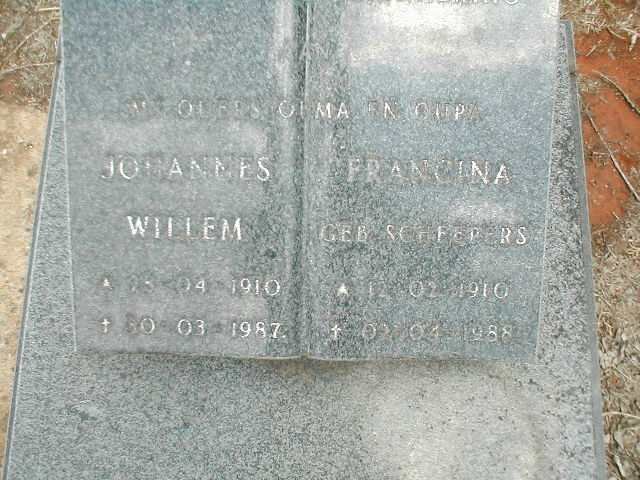 OUERS OUMA EN OUPA
JOHANNES
WILLEM
▲ 04 1910
✝ 30 03 1987
FRANCINA
GEB SCHEEPERS
▲ 12 02 1910
✝ 04 1988